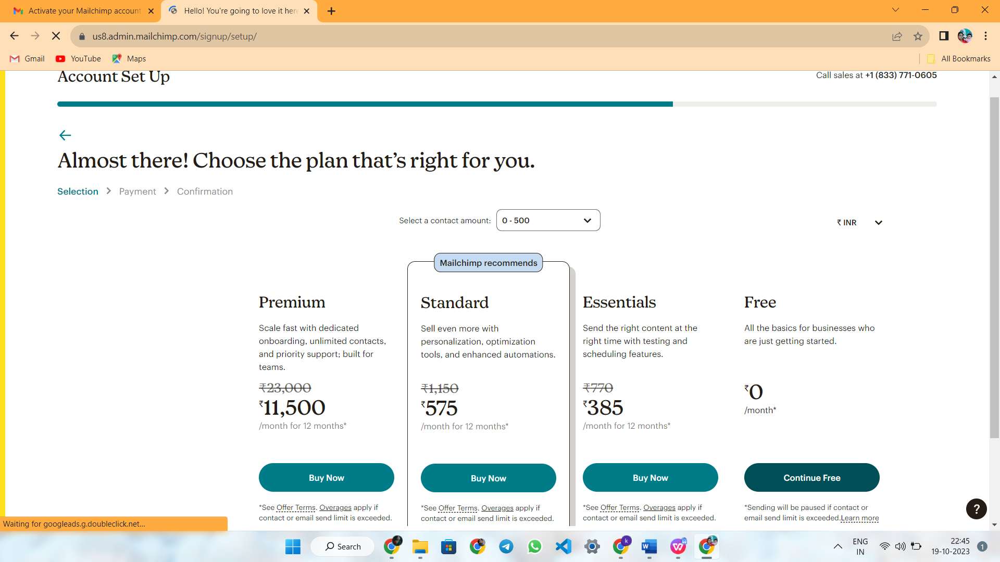 Activate your Mailchimp account
Hello! You're going to love it here
us8.admin.mailchimp.com/signup/setup/
Gmail
YouTube
Maps
All Bookmarks
Account Set Up
Call sales at +1 (833) 771-0605
Almost there! Choose the plan that’s right for you.
Selection
Payment
Confirmation
Select a contact amount:
0 - 500
₹ INR
Mailchimp recommends
Premium
Scale fast with dedicated
onboarding, unlimited contacts,
and priority support; built for
teams.
₹23,000
₹11,500
/month for 12 months*
Buy Now
*See Offer Terms. Overages apply if
contact or email send limit is exceeded.
Standard
Sell even more with
personalization, optimization
tools, and enhanced automations.
₹1,150
₹575
/month for 12 months*
Buy Now
*See Offer Terms. Overages apply if
contact or email send limit is exceeded.
Essentials
Send the right content at the
right time with testing and
scheduling features.
₹770
₹385
/month for 12 months*
Buy Now
*See Offer Terms. Overages apply if
contact or email send limit is exceeded.
Free
All the basics for businesses who
are just getting started.
₹0
/month*
Continue Free
*Sending will be paused if contact or
email send limit is exceeded.Learn more
?
Waiting for googleads.g.doubleclick.net...
Search
k
W
ENG
IN
22:45
19-10-2023
1